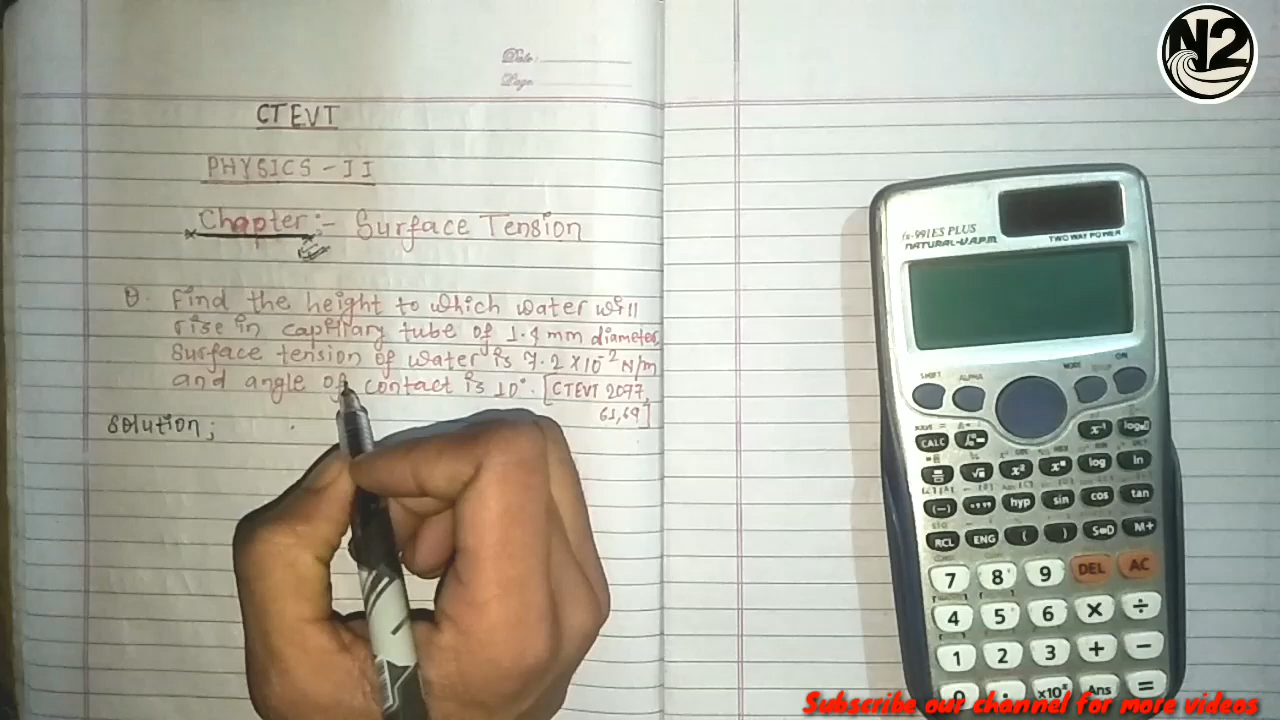 N2
Date:
Page
CTEVT
PHYSICS - II
Chapter :- Surface Tension
Q. Find the height to which water will
rise in capillary tube of 1.4 mm diameter.
Surface tension of water is 7.2 x 10⁻² N/m
and angle of contact is 10°. [CTEVT 2077,
61,69]
Solution;
fx-991ES PLUS
NATURAL-V.P.A.M.
TWO WAY POWER
SHIFT
ALPHA
MODE
ON
CALC
x⁻¹
log
ln
(-)
hyp
sin
cos
tan
RCL
ENG
(
)
S⇔D
M+
7
8
9
DEL
AC
4
5
6
×
÷
1
2
3
+
−
0
.
Ans
=
Subscribe our channel for more videos